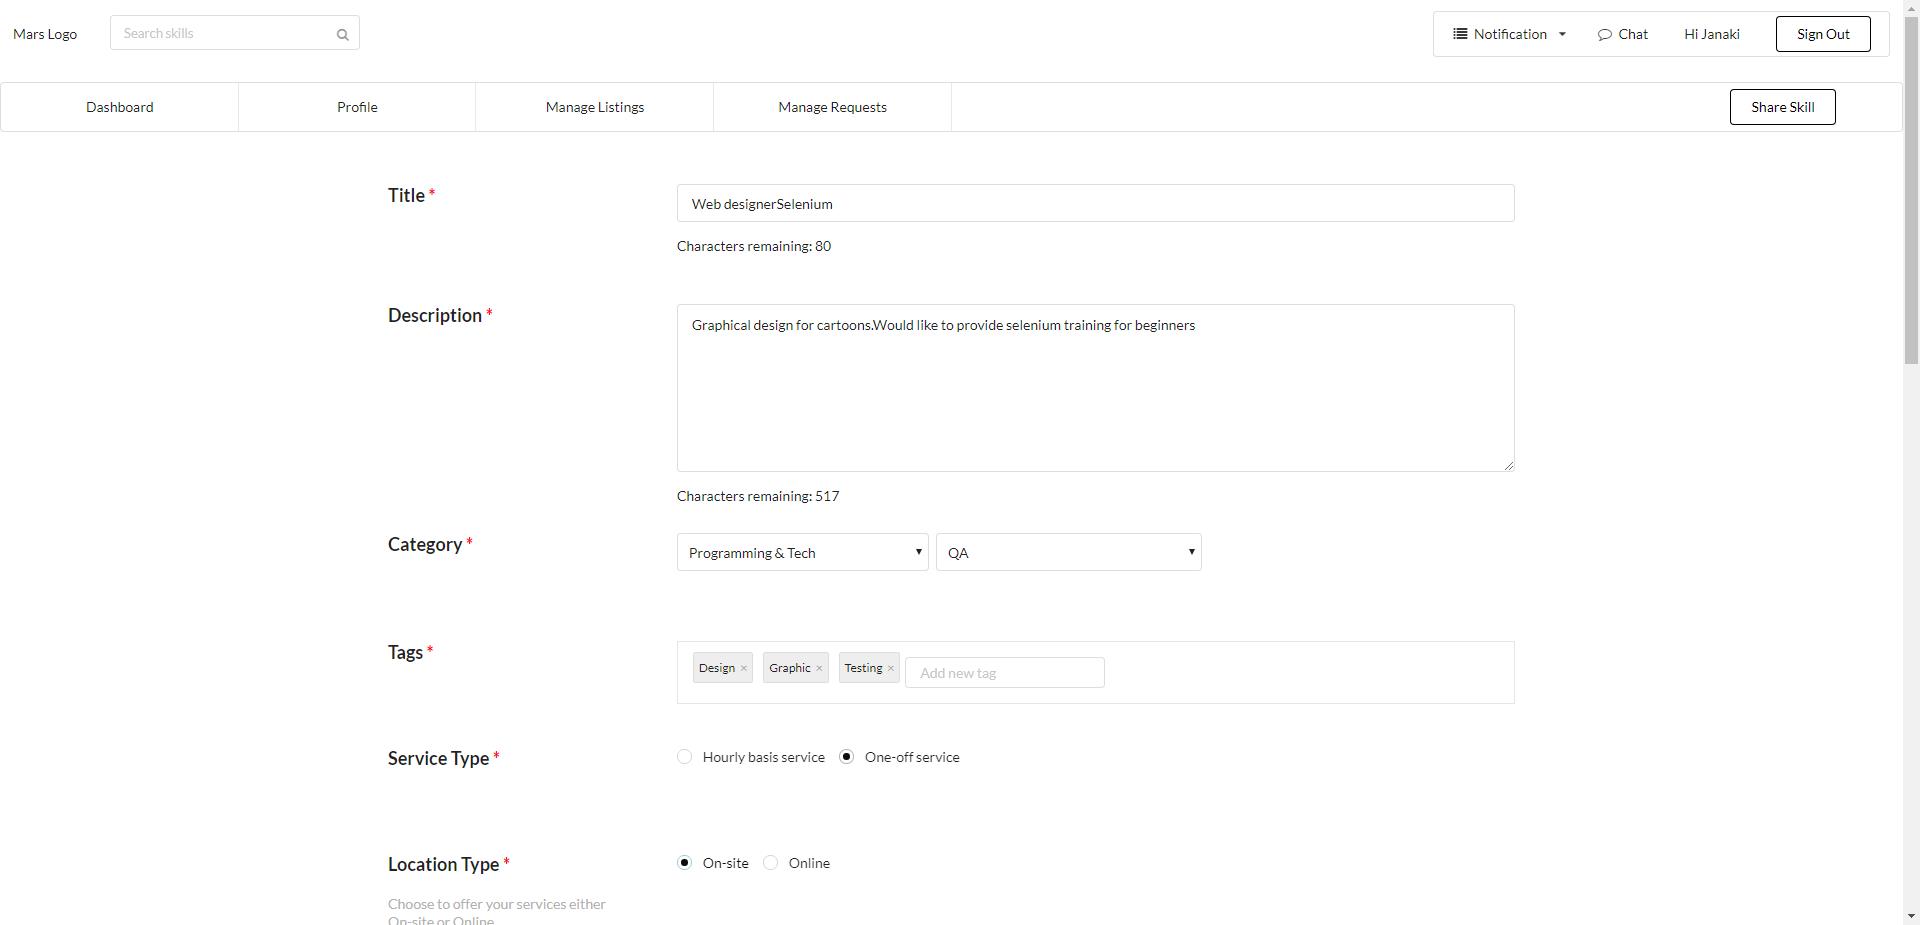 Mars Logo
Search skills
Notification
Chat
Hi Janaki
Sign Out
Dashboard
Profile
Manage Listings
Manage Requests
Share Skill
Title *
Web designerSelenium
Characters remaining: 80
Description *
Graphical design for cartoons.Would like to provide selenium training for beginners
Characters remaining: 517
Category *
Programming & Tech
QA
Tags *
Design ×
Graphic ×
Testing ×
Add new tag
Service Type *
Hourly basis service
One-off service
Location Type *
On-site
Online
Choose to offer your services either
On-site or Online